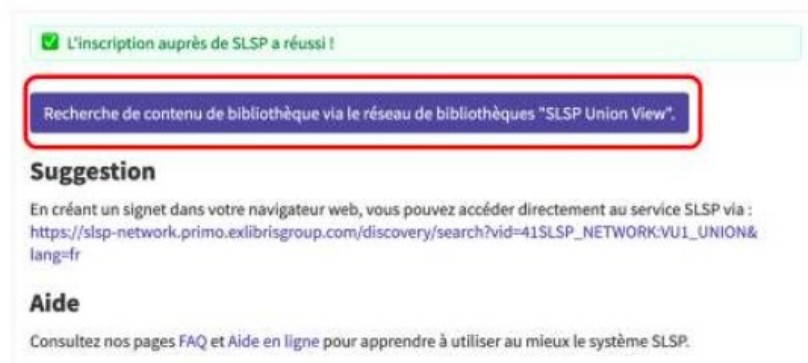 L'inscription auprès de SLSP a réussi !
Recherche de contenu de bibliothèque via le réseau de bibliothèques "SLSP Union View".
Suggestion
En créant un signet dans votre navigateur web, vous pouvez accéder directement au service SLSP via :
https://slsp-network.primo.exlibrisgroup.com/discovery/search?vid=41SLSP_NETWORK:VU1_UNION&
lang=fr
Aide
Consultez nos pages FAQ et Aide en ligne pour apprendre à utiliser au mieux le système SLSP.